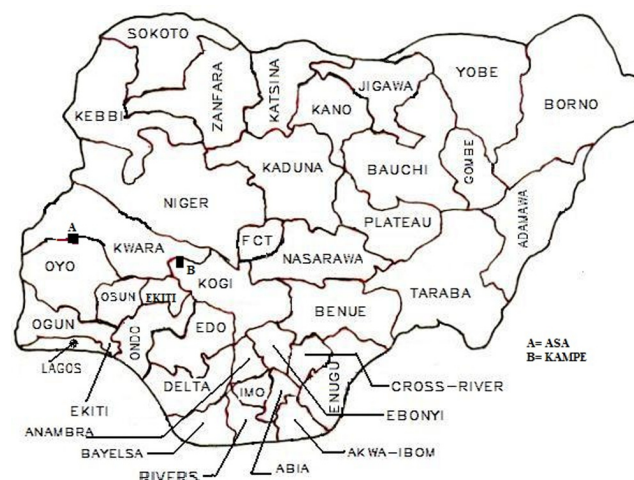 SOKOTO
ZANFARA
KATSINA
JIGAWA
YOBE
BORNO
KEBBI
KANO
GOMBE
KADUNA
BAUCHI
NIGER
ADAMAWA
PLATEAU
A
KWARA
FCT
B
NASARAWA
OYO
KOGI
TARABA
OSUN
EKITI
BENUE
OGUN
ONDO
EDO
A= ASA
B= KAMPE
LAGOS
ENUGU
DELTA
IMO
CROSS-RIVER
EKITI
EBONYI
ANAMBRA
BAYELSA
AKWA-IBOM
RIVERS
ABIA